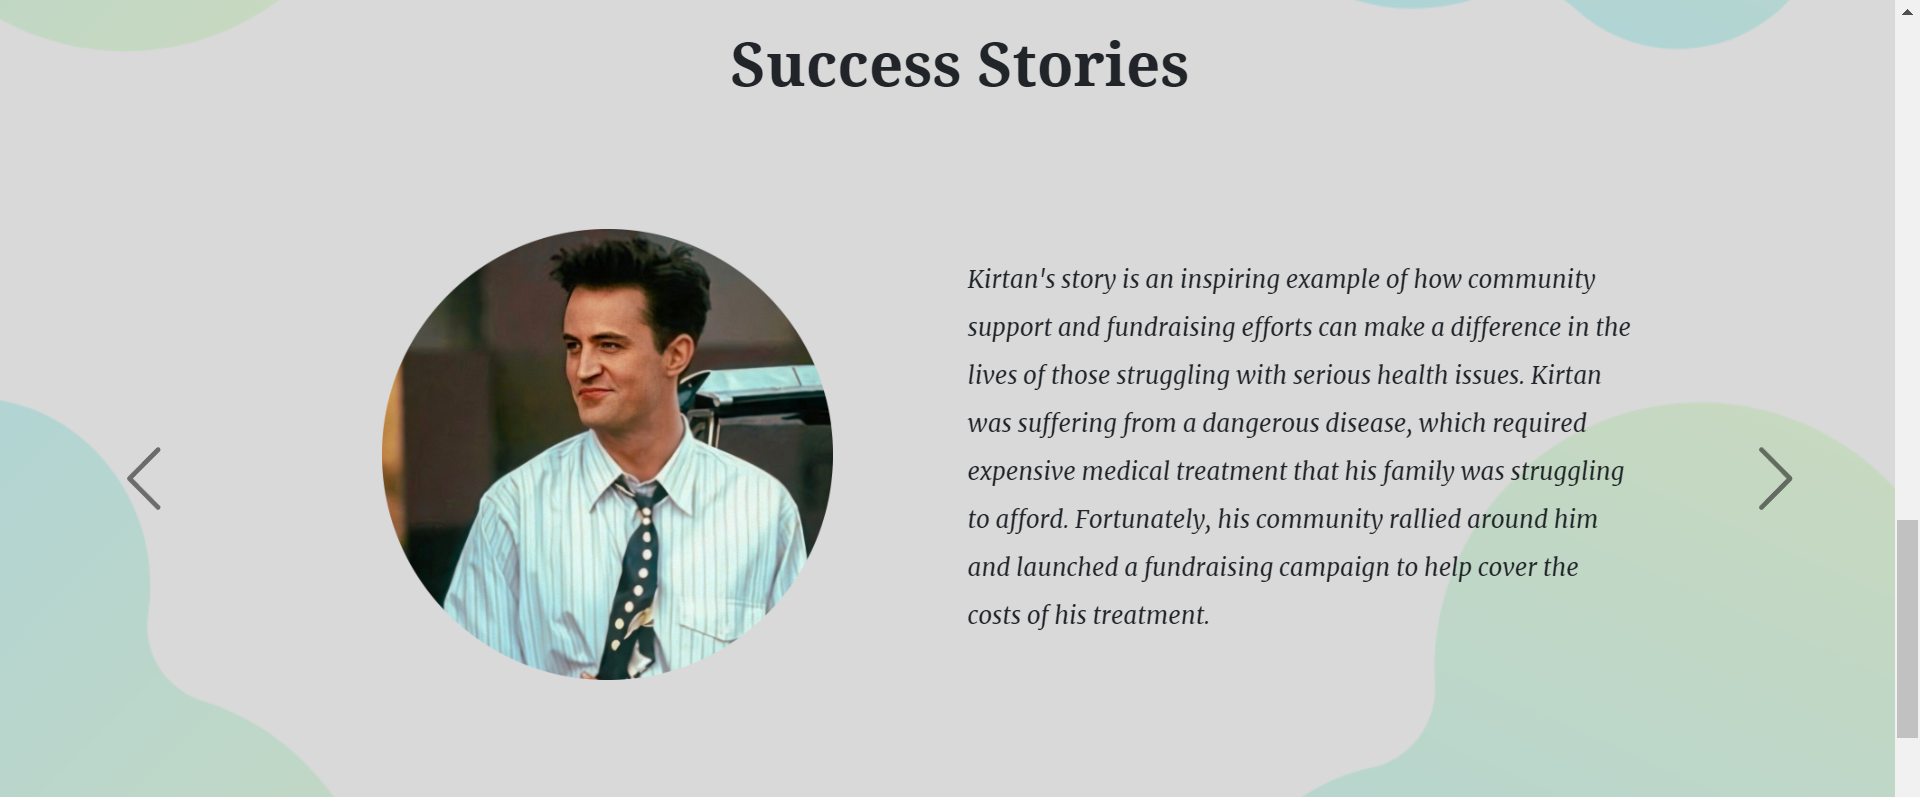 Success Stories
Kirtan's story is an inspiring example of how community
support and fundraising efforts can make a difference in the
lives of those struggling with serious health issues. Kirtan
was suffering from a dangerous disease, which required
expensive medical treatment that his family was struggling
to afford. Fortunately, his community rallied around him
and launched a fundraising campaign to help cover the
costs of his treatment.